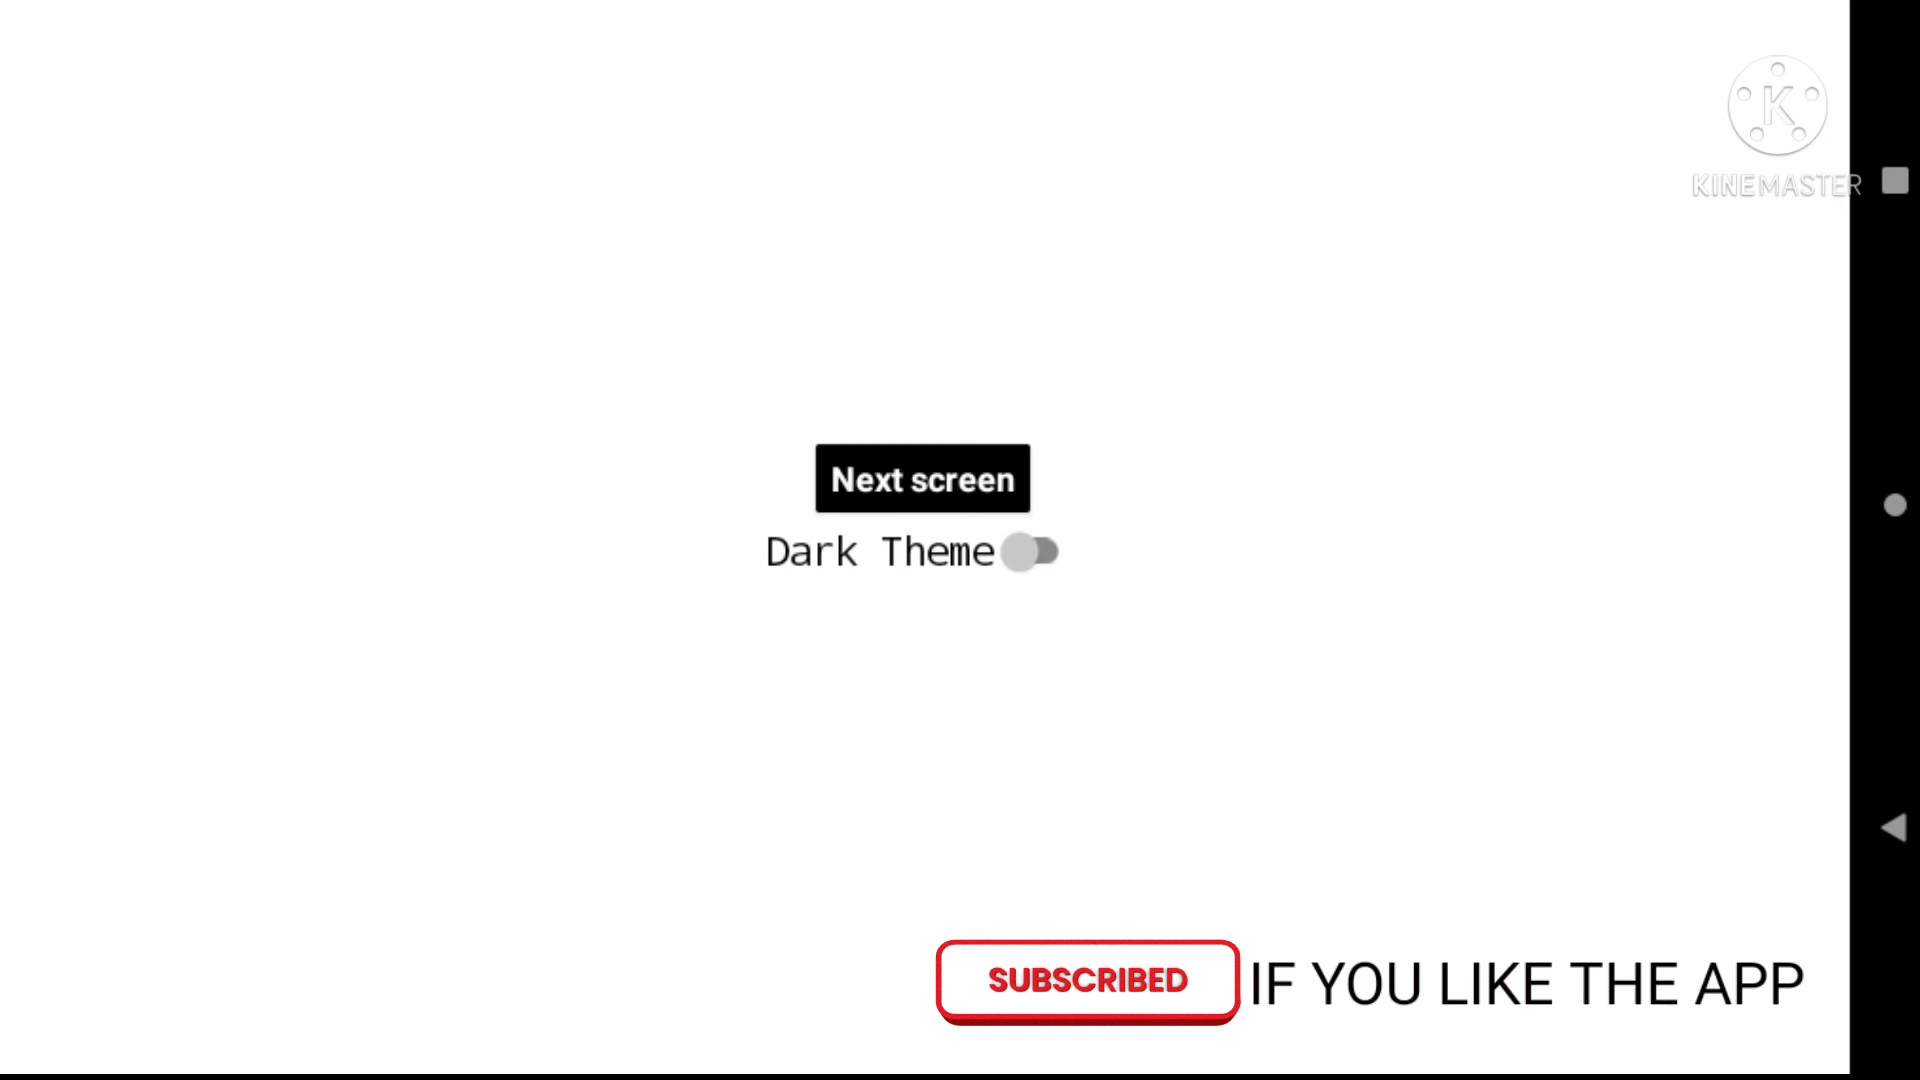 K
KINEMASTER
Next screen
Dark Theme
SUBSCRIBED IF YOU LIKE THE APP